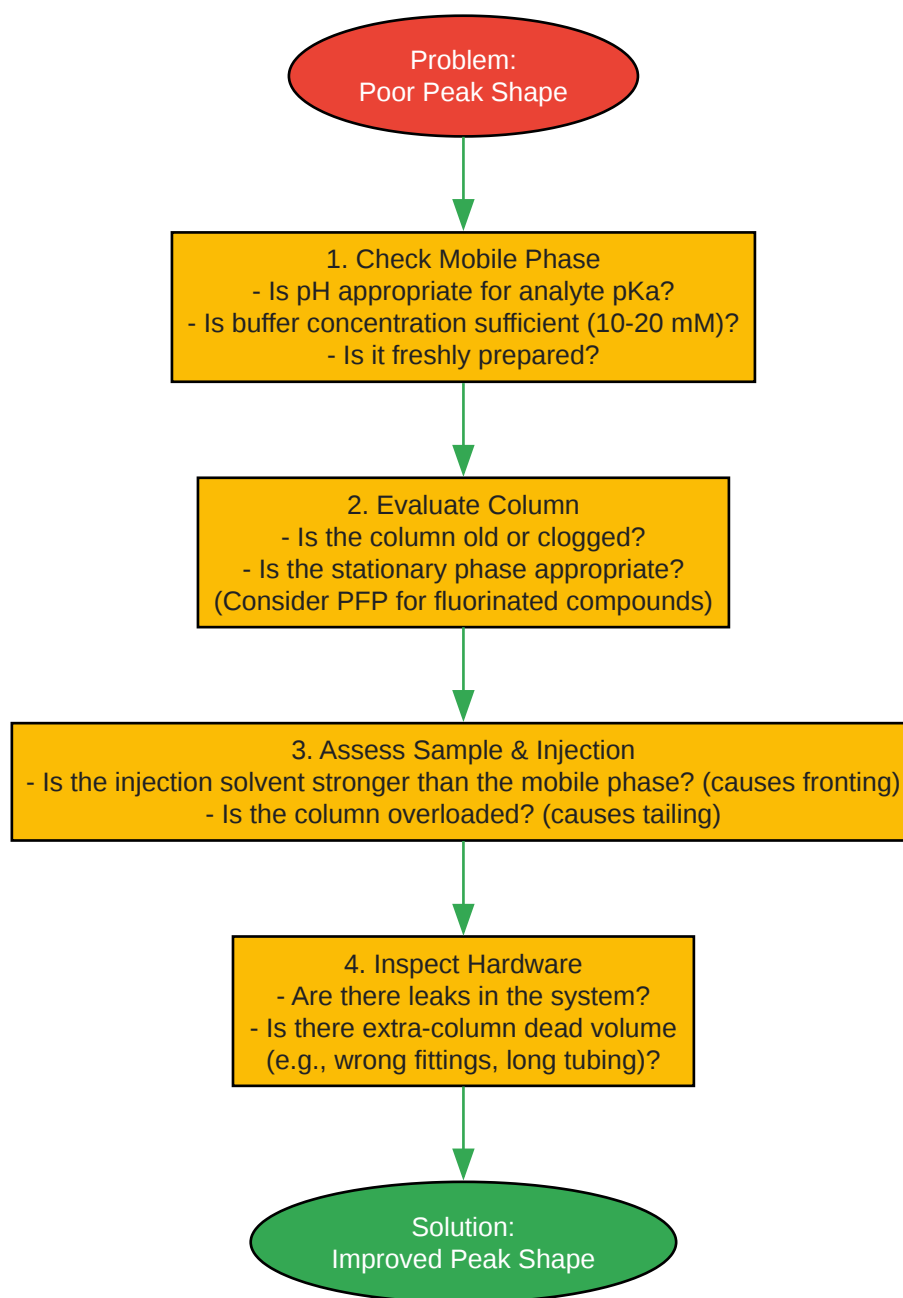 Problem:
Poor Peak Shape
1. Check Mobile Phase
- Is pH appropriate for analyte pKa?
- Is buffer concentration sufficient (10-20 mM)?
- Is it freshly prepared?
2. Evaluate Column
- Is the column old or clogged?
- Is the stationary phase appropriate?
(Consider PFP for fluorinated compounds)
3. Assess Sample & Injection
- Is the injection solvent stronger than the mobile phase? (causes fronting)
- Is the column overloaded? (causes tailing)
4. Inspect Hardware
- Are there leaks in the system?
- Is there extra-column dead volume
(e.g., wrong fittings, long tubing)?
Solution:
Improved Peak Shape